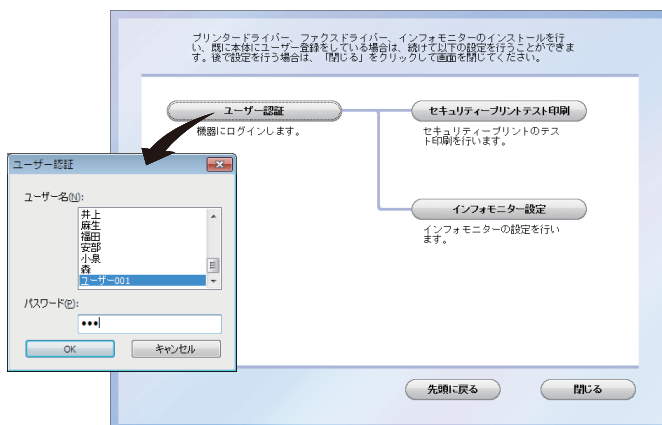 プリンタードライバー、ファクスドライバー、インフォモニターのインストールを行
い、既に本体にユーザー登録をしている場合は、続けて以下の設定を行うことができま
す。後で設定を行う場合は、「閉じる」をクリックして画面を閉じてください。
ユーザー認証
セキュリティープリントテスト印刷
機器にログインします。
セキュリティープリントのテス
ト印刷を行います。
インフォモニター設定
インフォモニターの設定を行い
ます。
ユーザー認証
ユーザー名(N):
井上
麻生
福田
安部
小泉
森
ユーザー001
パスワード(P):
●●●
OK
キャンセル
先頭に戻る
閉じる